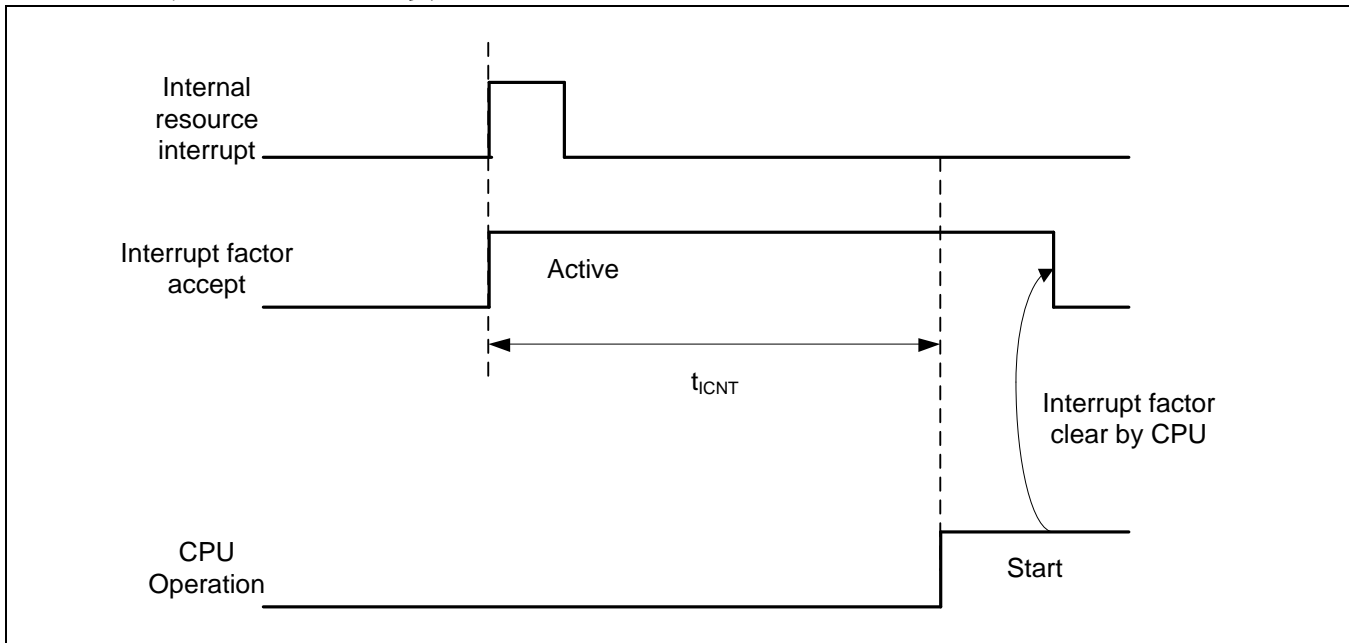 Internal
resource
interrupt
Interrupt factor
accept
Active
tICNT
Interrupt factor
clear by CPU
CPU
Operation
Start